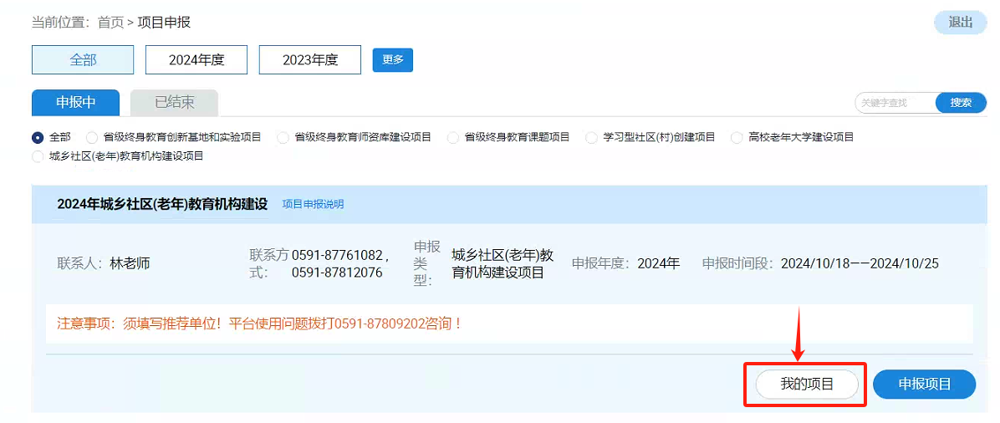 当前位置：首页 > 项目申报 退出
全部 2024年度 2023年度 更多
申报中 已结束 关键字查找 搜索
全部 省级终身教育创新基地和实验项目 省级终身教育师资库建设项目 省级终身教育课题项目 学习型社区(村)创建项目 高校老年大学建设项目
城乡社区(老年)教育机构建设项目
2024年城乡社区(老年)教育机构建设 项目申报说明
联系人：林老师
联系方式：
0591-87761082，
0591-87812076
申报类型：
城乡社区(老年)教
育机构建设项目
申报年度：2024年
申报时间段：2024/10/18——2024/10/25
注意事项：须填写推荐单位！平台使用问题拨打0591-87809202咨询！
我的项目 申报项目